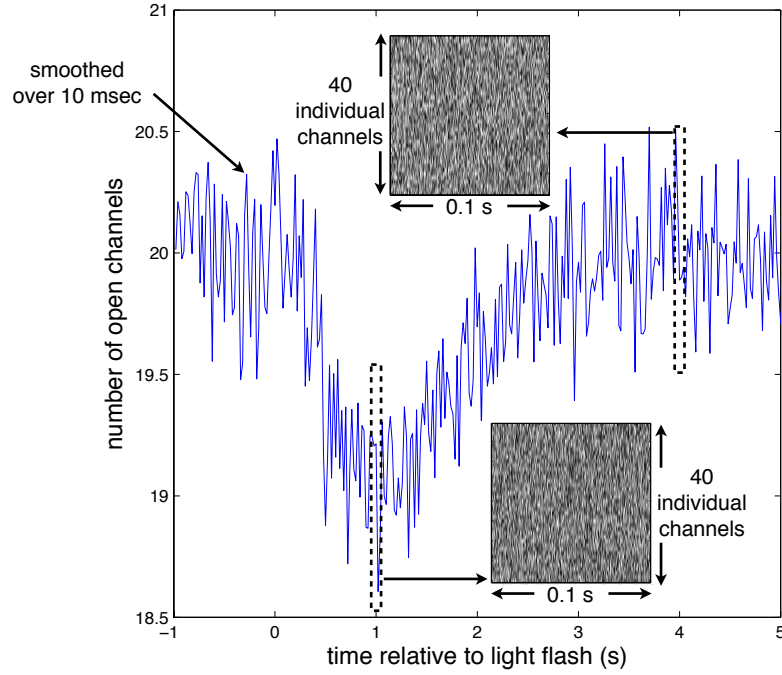 21
20.5
20
19.5
19
18.5
number of open channels
smoothed
over 10 msec
40
individual
channels
0.1 s
40
individual
channels
0.1 s
−1
0
1
2
3
4
5
time relative to light flash (s)